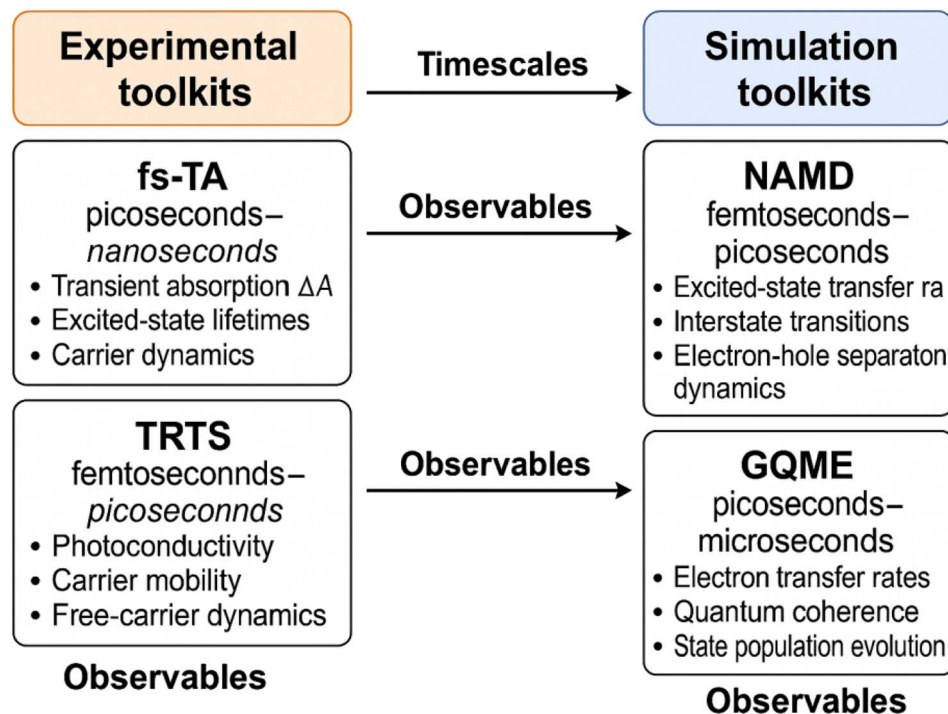 Experimental
toolkits
Timescales
Simulation
toolkits
fs-TA
picoseconds–
nanoseconds
• Transient absorption ΔA
• Excited-state lifetimes
• Carrier dynamics
Observables
NAMD
femtoseconds–
picoseconds
• Excited-state transfer ra
• Interstate transitions
• Electron-hole separaton
dynamics
TRTS
femtoseconnds–
picoseconnds
• Photoconductivity
• Carrier mobility
• Free-carrier dynamics
Observables
Observables
GQME
picoseconds–
microseconds
• Electron transfer rates
• Quantum coherence
• State population evolution
Observables